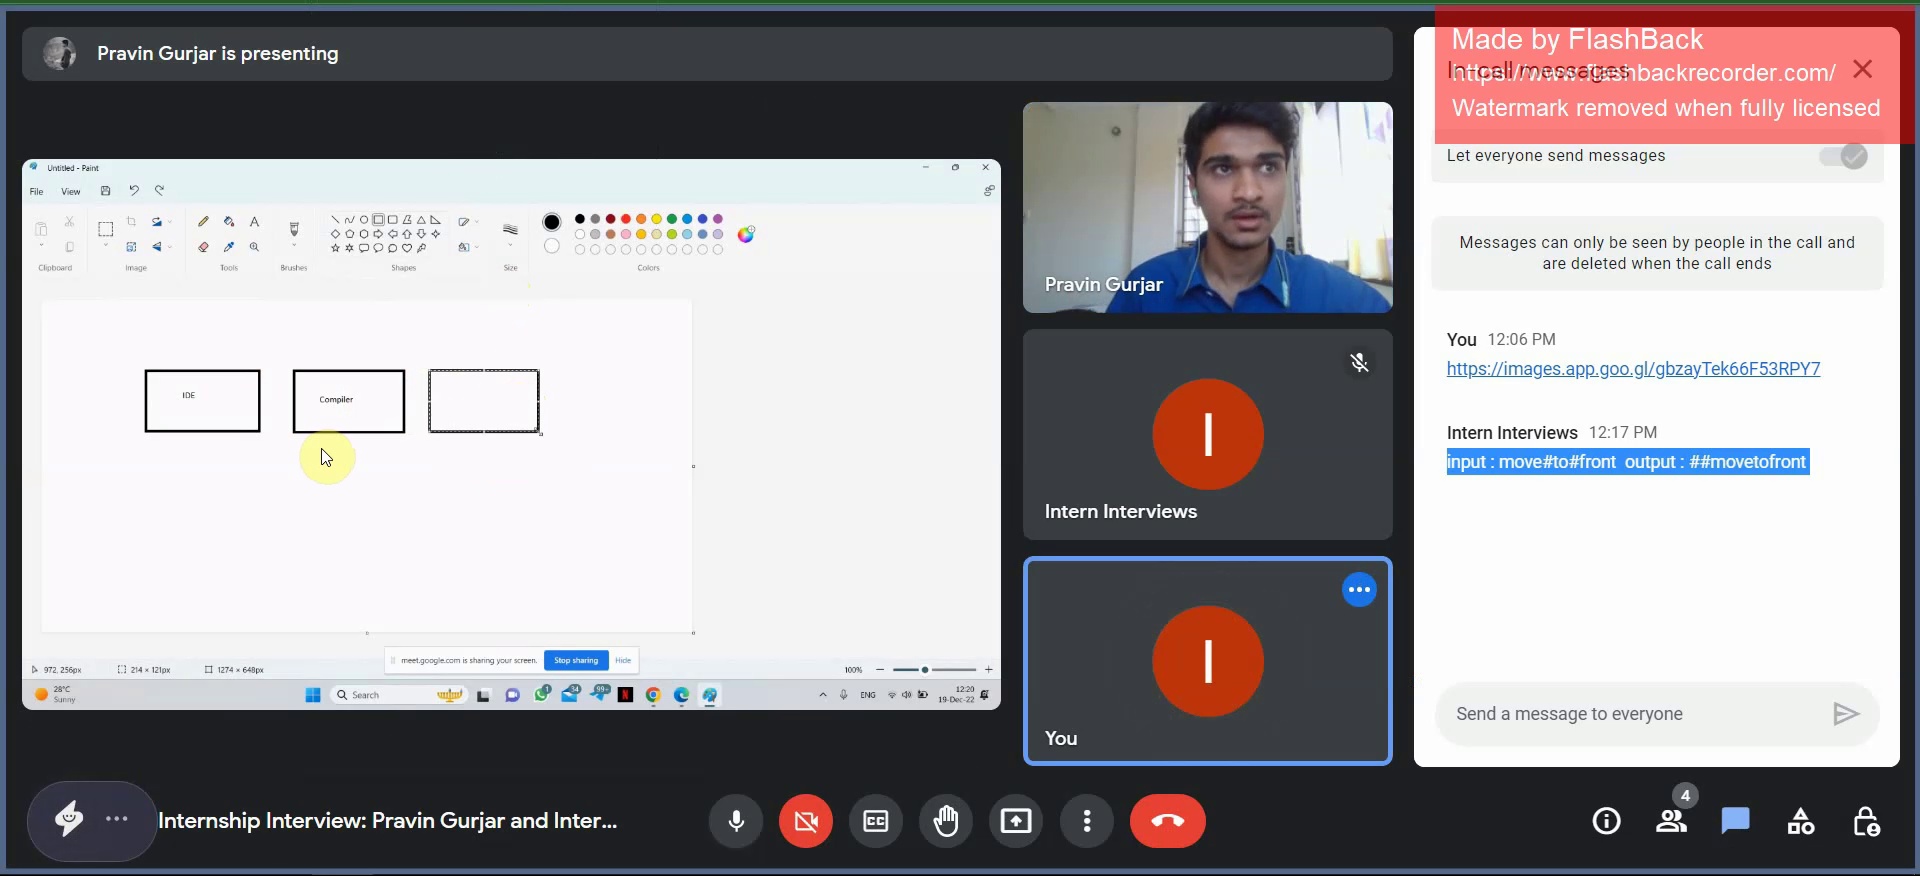 Pravin Gurjar is presenting
Made by FlashBack
https://www.flashbackrecorder.com/
Watermark removed when fully licensed
In-call messages
Let everyone send messages
Messages can only be seen by people in the call and
are deleted when the call ends
You 12:06 PM
https://images.app.goo.gl/gbzayTek66F53RPY7
Intern Interviews 12:17 PM
input : move#to#front output : ##movetofront
Send a message to everyone
Untitled - Paint
File View
A
Clipboard Image Tools Brushes Shapes Size Colors
IDE
Compiler
972, 256px 214 × 121px 1274 × 648px
meet.google.com is sharing your screen. Stop sharing Hide
100%
28°C
Sunny
Search
1
34
99+
N
ENG
12:20
19-Dec-22
Pravin Gurjar
I
Intern Interviews
I
You
Internship Interview: Pravin Gurjar and Inter...
CC
4